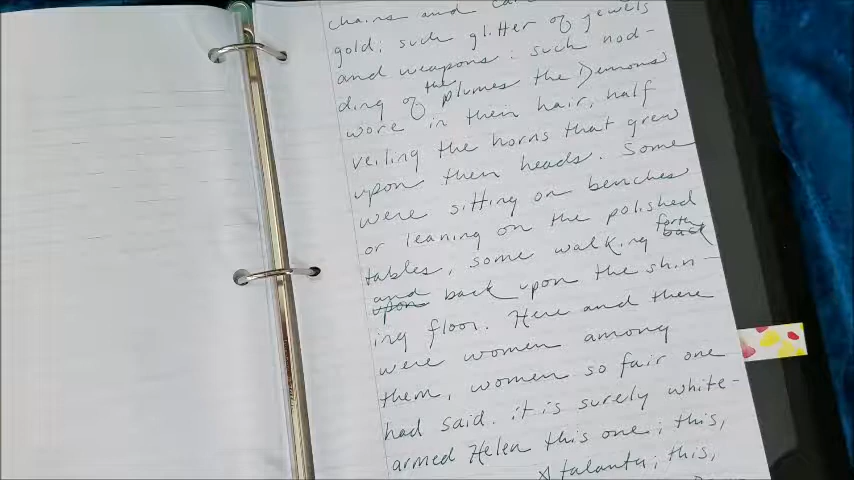 chains and
gold; such glitter of jewels
and weapons: such nod-
ding of the plumes the Demons
wore in their hair, half
veiling the horns that grew
upon their heads. Some
were sitting on benches
or leaning on the polished
tables, some walking back forth
upon and back upon the shin-
ing floor. Here and there
were women among
them, women so fair one
had said: it is surely white-
armed Helen this one; this,
Atalanta; this,